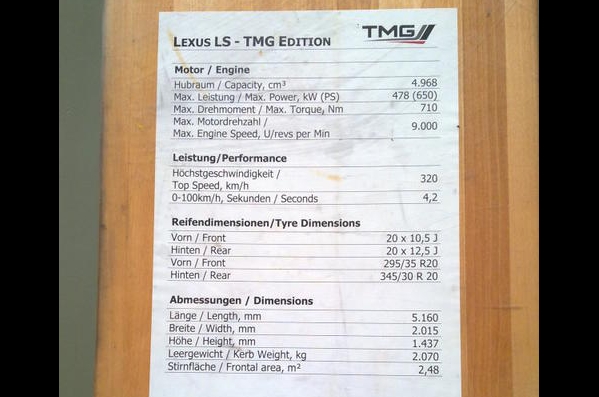 LEXUS LS - TMG EDITION TMG
Motor / Engine
Hubraum / Capacity, cm³ 4.968
Max. Leistung / Max. Power, kW (PS) 478 (650)
Max. Drehmoment / Max. Torque, Nm 710
Max. Motordrehzahl /
Max. Engine Speed, U/revs per Min 9.000
Leistung/Performance
Höchstgeschwindigkeit /
Top Speed, km/h 320
0-100km/h, Sekunden / Seconds 4,2
Reifendimensionen/Tyre Dimensions
Vorn / Front 20 x 10,5 J
Hinten / Rear 20 x 12,5 J
Vorn / Front 295/35 R20
Hinten / Rear 345/30 R 20
Abmessungen / Dimensions
Länge / Length, mm 5.160
Breite / Width, mm 2.015
Höhe / Height, mm 1.437
Leergewicht / Kerb Weight, kg 2.070
Stirnfläche / Frontal area, m² 2,48